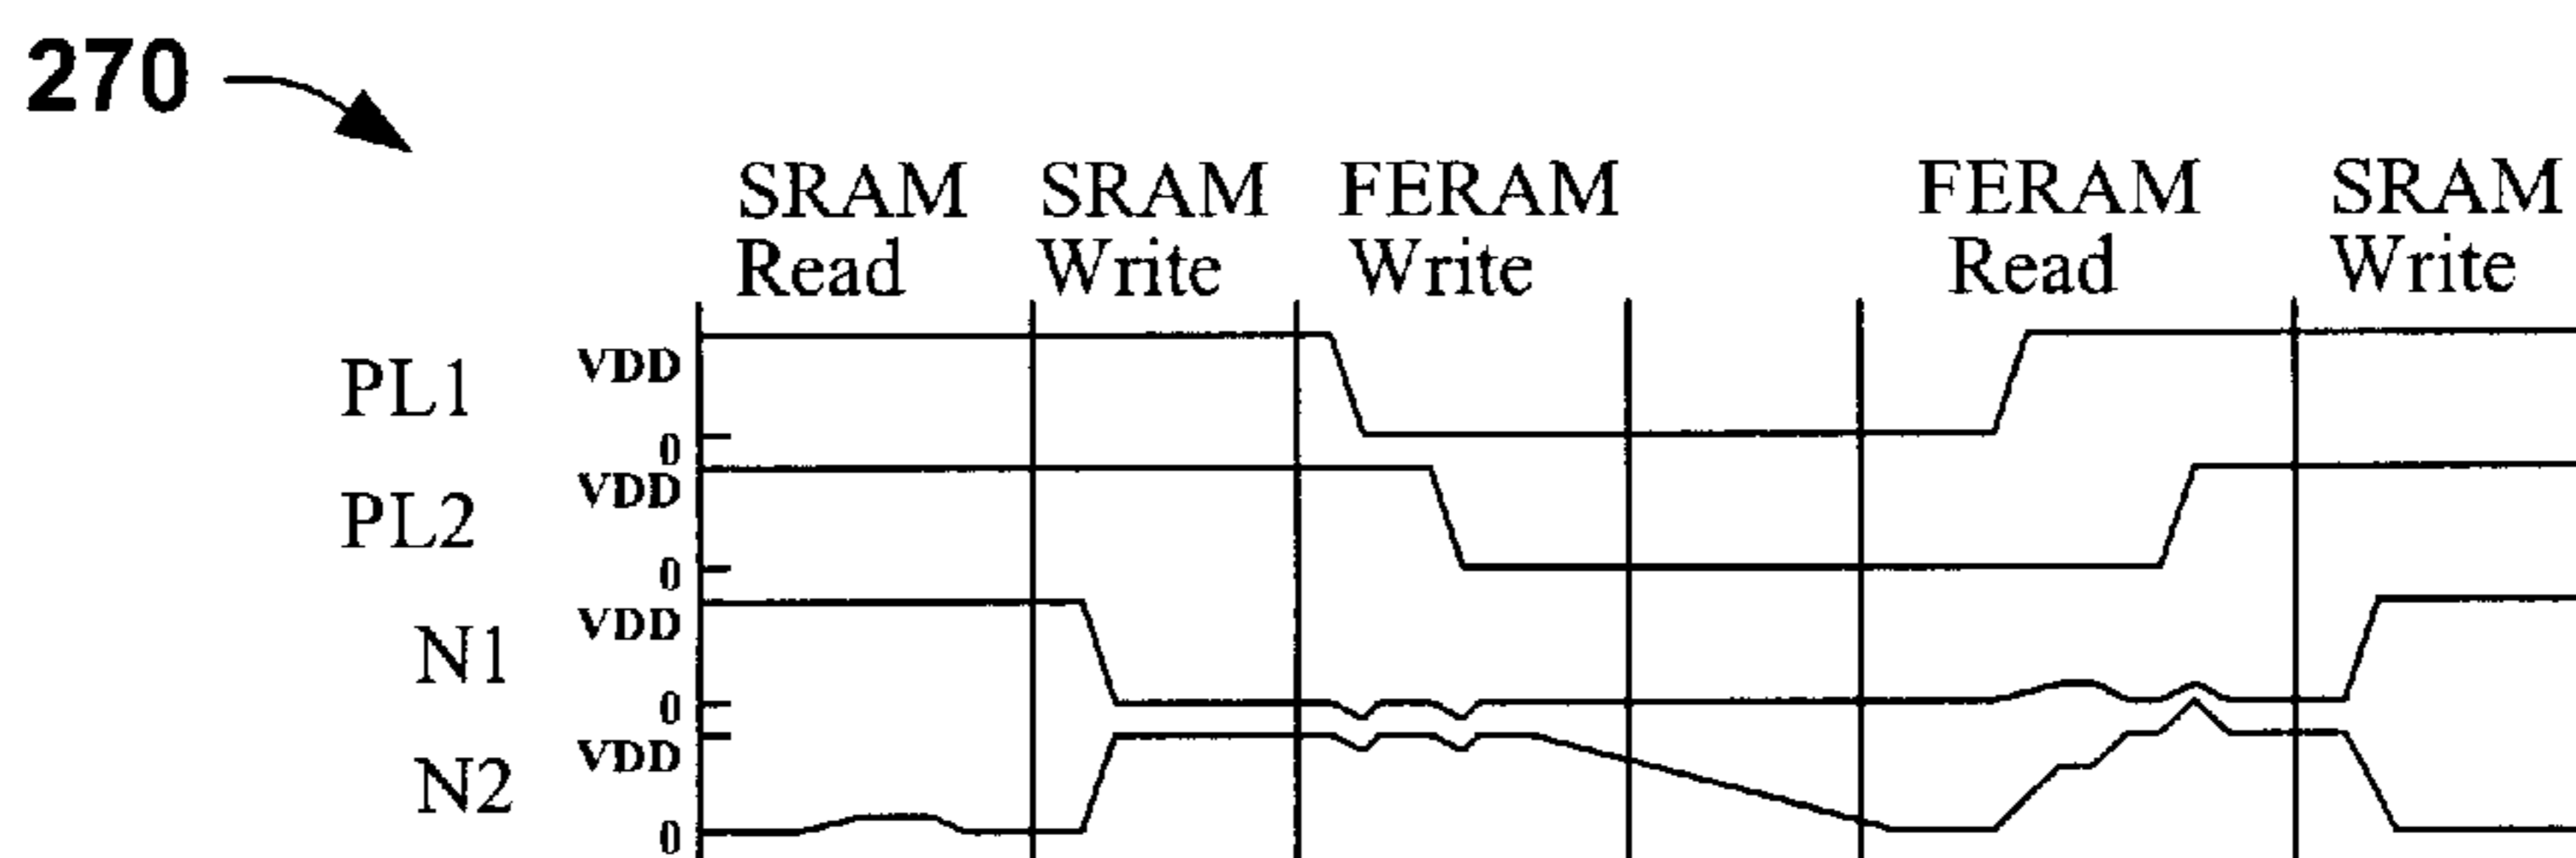 270
SRAM SRAM FERAM FERAM SRAM
Read Write Write Read Write
VDD
PL1
0
VDD
PL2
0
VDD
N1
0
VDD
N2
0